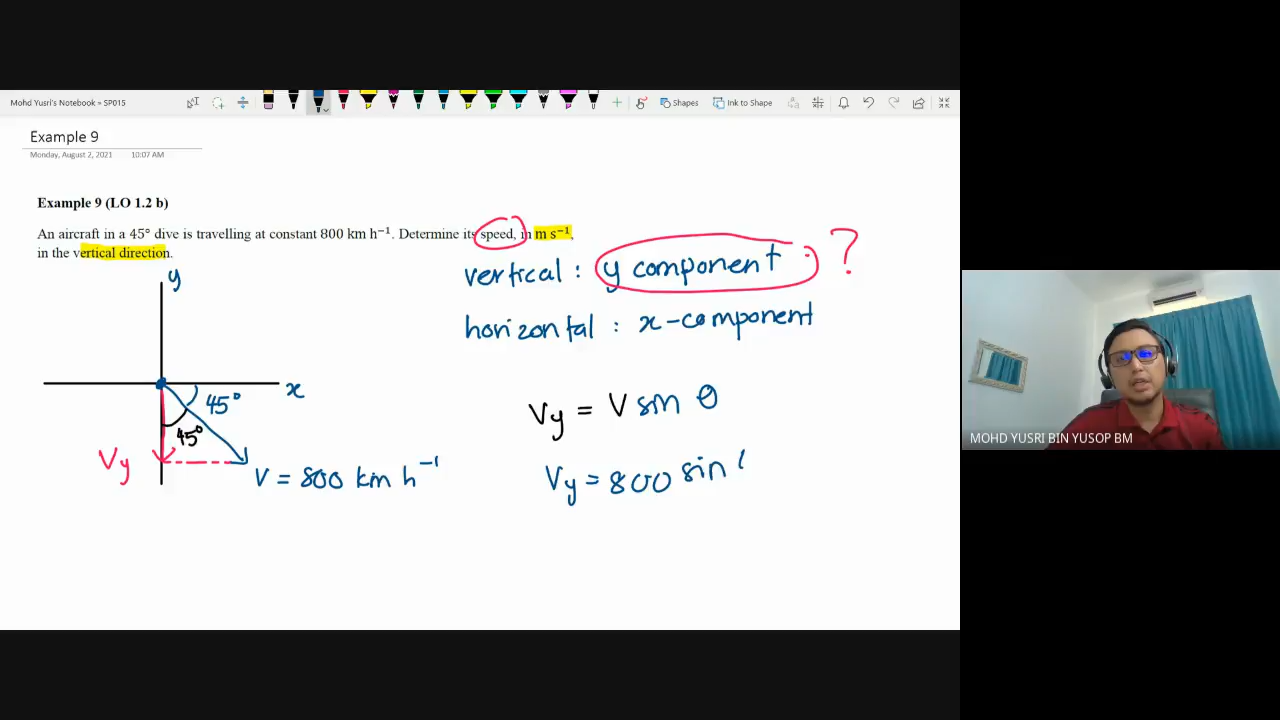 Mohd Yusri's Notebook » SP015
Shapes
Ink to Shape
Example 9
Monday, August 2, 2021 10:07 AM
Example 9 (LO 1.2 b)
An aircraft in a 45° dive is travelling at constant 800 km h⁻¹. Determine its speed, in m s⁻¹,
in the vertical direction.
vertical : y component ?
horizontal : x-component
y
x
45°
45°
Vy
V = 800 km h⁻¹
Vy = V sin θ
Vy = 800 sin (
MOHD YUSRI BIN YUSOP BM